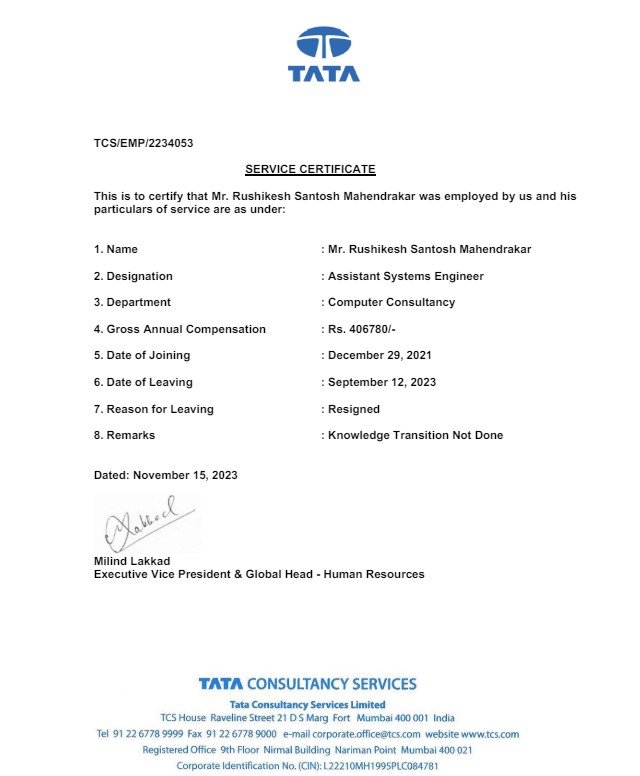 TATA
TCS/EMP/2234053
SERVICE CERTIFICATE
This is to certify that Mr. Rushikesh Santosh Mahendrakar was employed by us and his
particulars of service are as under:
1. Name : Mr. Rushikesh Santosh Mahendrakar
2. Designation : Assistant Systems Engineer
3. Department : Computer Consultancy
4. Gross Annual Compensation : Rs. 406780/-
5. Date of Joining : December 29, 2021
6. Date of Leaving : September 12, 2023
7. Reason for Leaving : Resigned
8. Remarks : Knowledge Transition Not Done
Dated: November 15, 2023
Milind Lakkad
Executive Vice President & Global Head - Human Resources
TATA CONSULTANCY SERVICES
Tata Consultancy Services Limited
TCS House Raveline Street 21 D S Marg Fort Mumbai 400 001 India
Tel 91 22 6778 9999 Fax 91 22 6778 9000 e-mail corporate.office@tcs.com website www.tcs.com
Registered Office 9th Floor Nirmal Building Nariman Point Mumbai 400 021
Corporate Identification No. (CIN): L22210MH1995PLC084781